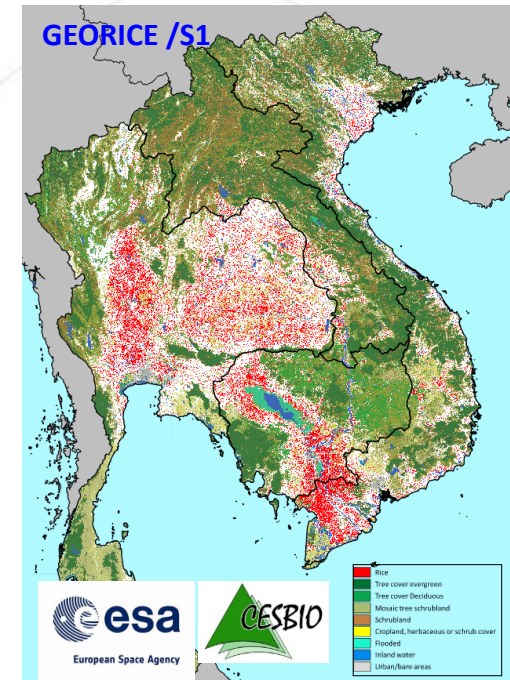 GEORICE /S1
Rice
Tree cover evergreen
Tree cover Deciduous
Mosaic tree schrubland
Schrubland
Cropland, herbaceous or schrub cover
Flooded
Inland water
Urban/bare areas
esa
European Space Agency
CESBIO